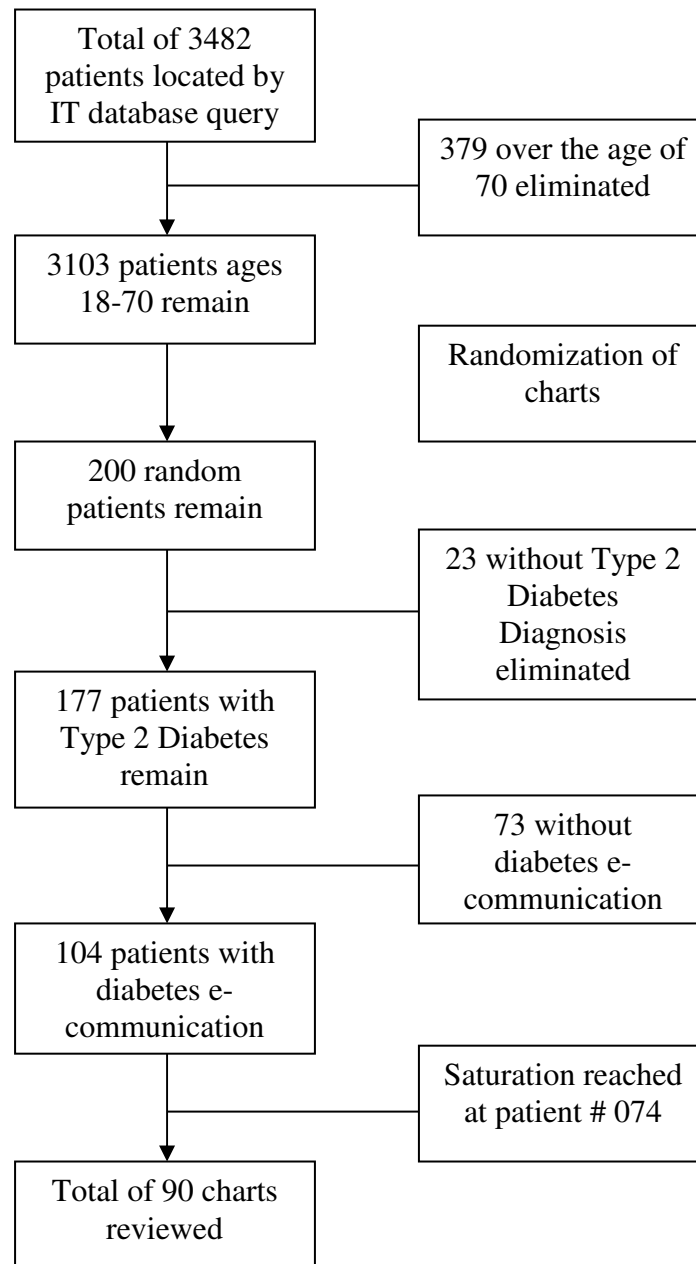 Total of 3482
patients located by
IT database query
379 over the age of
70 eliminated
3103 patients ages
18-70 remain
Randomization of
charts
200 random
patients remain
23 without Type 2
Diabetes
Diagnosis
eliminated
177 patients with
Type 2 Diabetes
remain
73 without
diabetes e-
communication
104 patients with
diabetes e-
communication
Saturation reached
at patient # 074
Total of 90 charts
reviewed